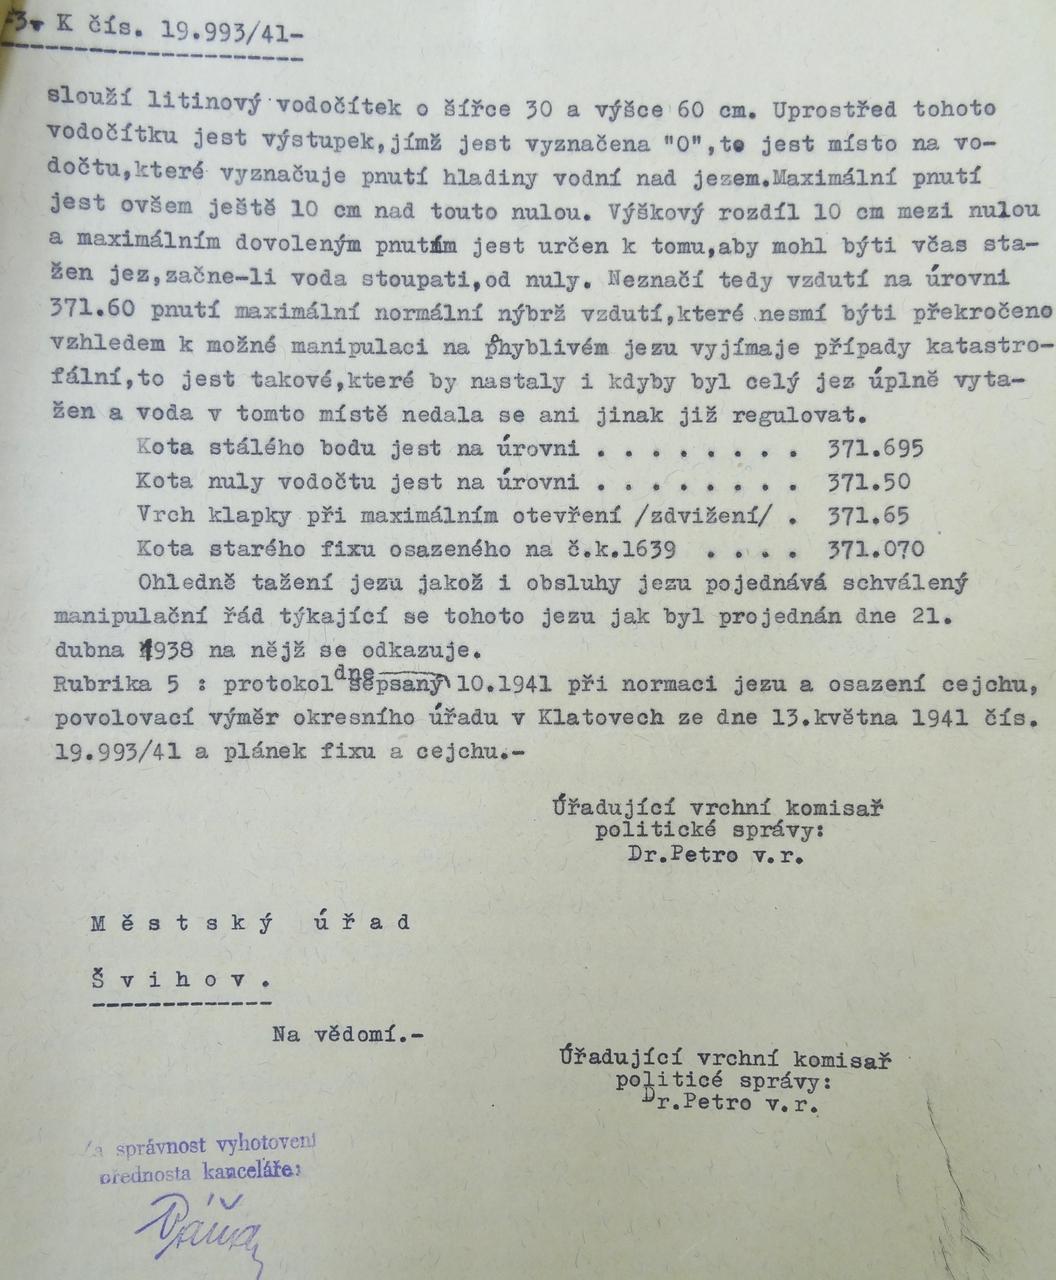 -3- K čís. 19.993/41-
slouží litinový vodočítek o šířce 30 a výšce 60 cm. Uprostřed tohoto
vodočítku jest výstupek,jímž jest vyznačena "0",to jest místo na vo-
dočtu,které vyznačuje pnutí hladiny vodní nad jezem.Maximální pnutí
jest ovšem ještě 10 cm nad touto nulou. Výškový rozdíl 10 cm mezi nulou
a maximálním dovoleným pnutím jest určen k tomu,aby mohl býti včas sta-
žen jez,začne-li voda stoupati,od nuly. Neznačí tedy vzdutí na úrovni
371.60 pnutí maximální normální nýbrž vzdutí,které nesmí býti překročeno
vzhledem k možné manipulaci na phyblivém jezu vyjímaje případy katastro-
fální,to jest takové,které by nastaly i kdyby byl celý jez úplně vyta-
žen a voda v tomto místě nedala se ani jinak již regulovat.
Kota stálého bodu jest na úrovni . . . . . . . . 371.695
Kota nuly vodočtu jest na úrovni . . . . . . . . 371.50
Vrch klapky při maximálním otevření /zdvižení/ . 371.65
Kota starého fixu osazeného na č.k.1639 . . . . 371.070
Ohledně tažení jezu jakož i obsluhy jezu pojednává schválený
manipulační řád týkající se tohoto jezu jak byl projednán dne 21.
dubna 1938 na nějž se odkazuje.
Rubrika 5 : protokol dne sepsaný 10.1941 při normaci jezu a osazení cejchu,
povolovací výměr okresního úřadu v Klatovech ze dne 13.května 1941 čís.
19.993/41 a plánek fixu a cejchu.-
Úřadující vrchní komisař
politické správy:
Dr.Petro v.r.
Městský úřad
Švihov.
Na vědomí.-
Úřadující vrchní komisař
politicé správy:
Dr.Petro v.r.
Za správnost vyhotovení
přednosta kanceláře: